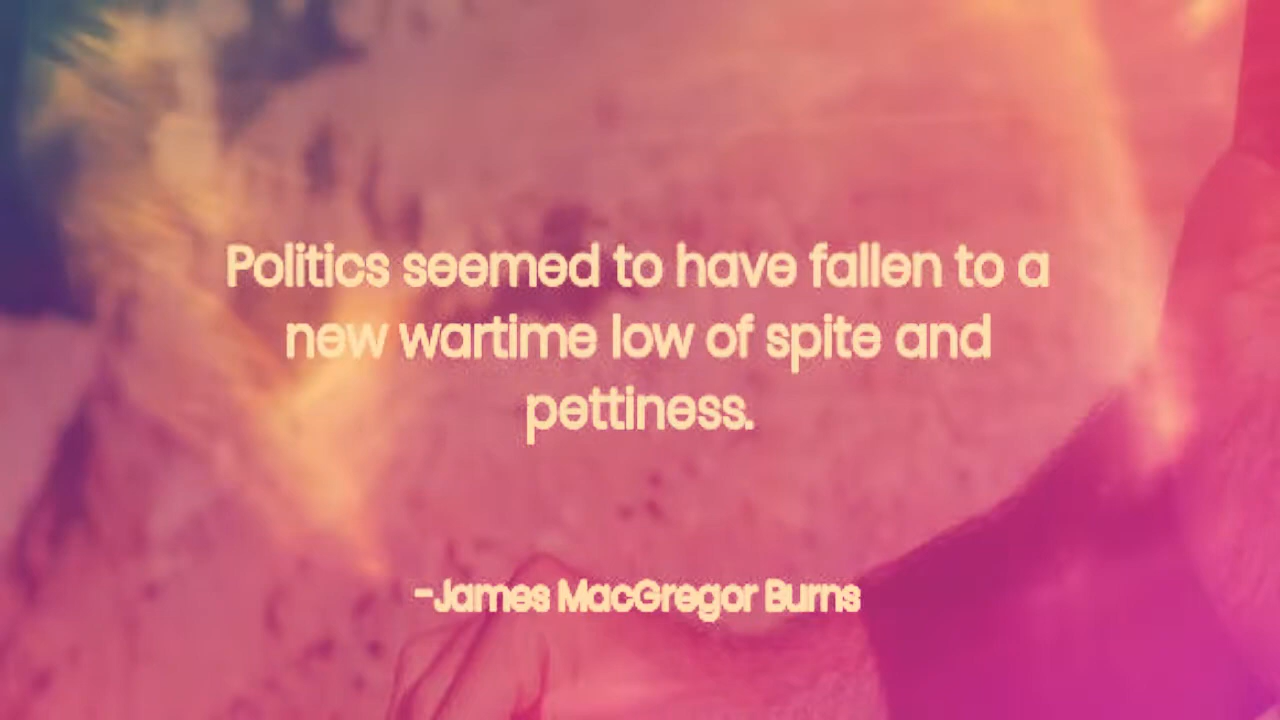 Politics seemed to have fallen to a
new wartime low of spite and
pettiness.
-James MacGregor Burns